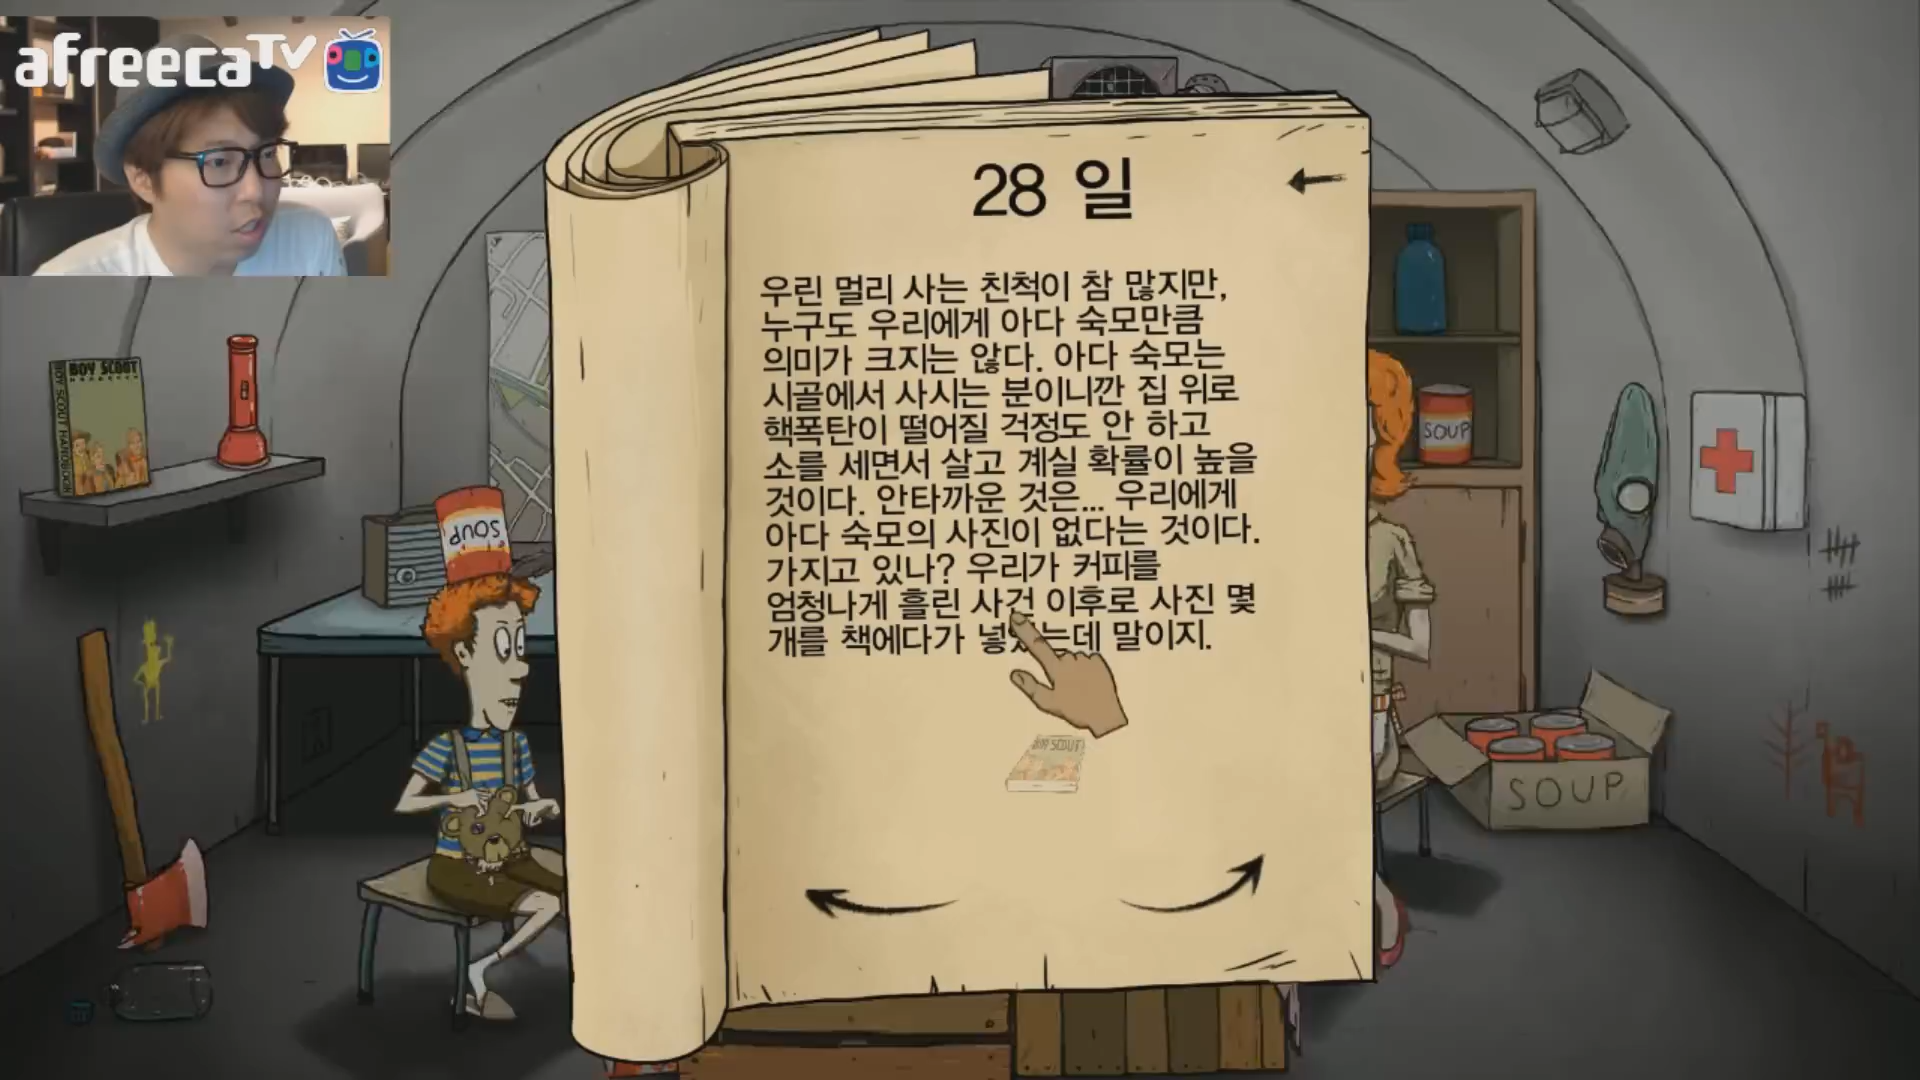 afreecaTV
28 일
우린 멀리 사는 친척이 참 많지만,
누구도 우리에게 아다 숙모만큼
의미가 크지는 않다. 아다 숙모는
시골에서 사시는 분이니깐 집 위로
핵폭탄이 떨어질 걱정도 안 하고
소를 세면서 살고 계실 확률이 높을
것이다. 안타까운 것은... 우리에게
아다 숙모의 사진이 없다는 것이다.
가지고 있나? 우리가 커피를
엄청나게 흘린 사건 이후로 사진 몇
개를 책에다가 넣었는데 말이지.
BOY SCOUT
BOY SCOUT HANDBOOK
SOUP
SOUP
SOUP
BOY SCOUT